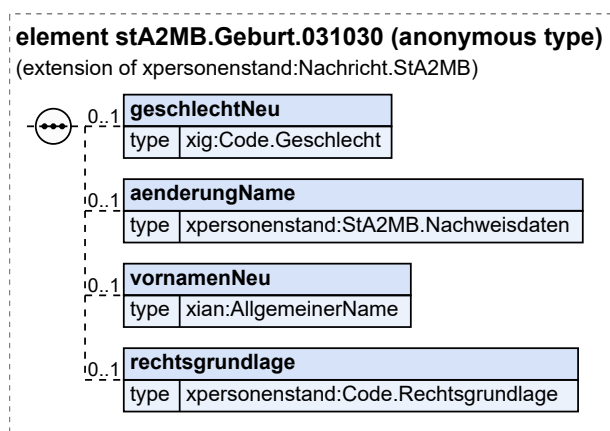 element stA2MB.Geburt.031030 (anonymous type)
(extension of xpersonenstand:Nachricht.StA2MB)
0..1 geschlechtNeu
type xig:Code.Geschlecht
0..1 aenderungName
type xpersonenstand:StA2MB.Nachweisdaten
0..1 vornamenNeu
type xian:AllgemeinerName
0..1 rechtsgrundlage
type xpersonenstand:Code.Rechtsgrundlage